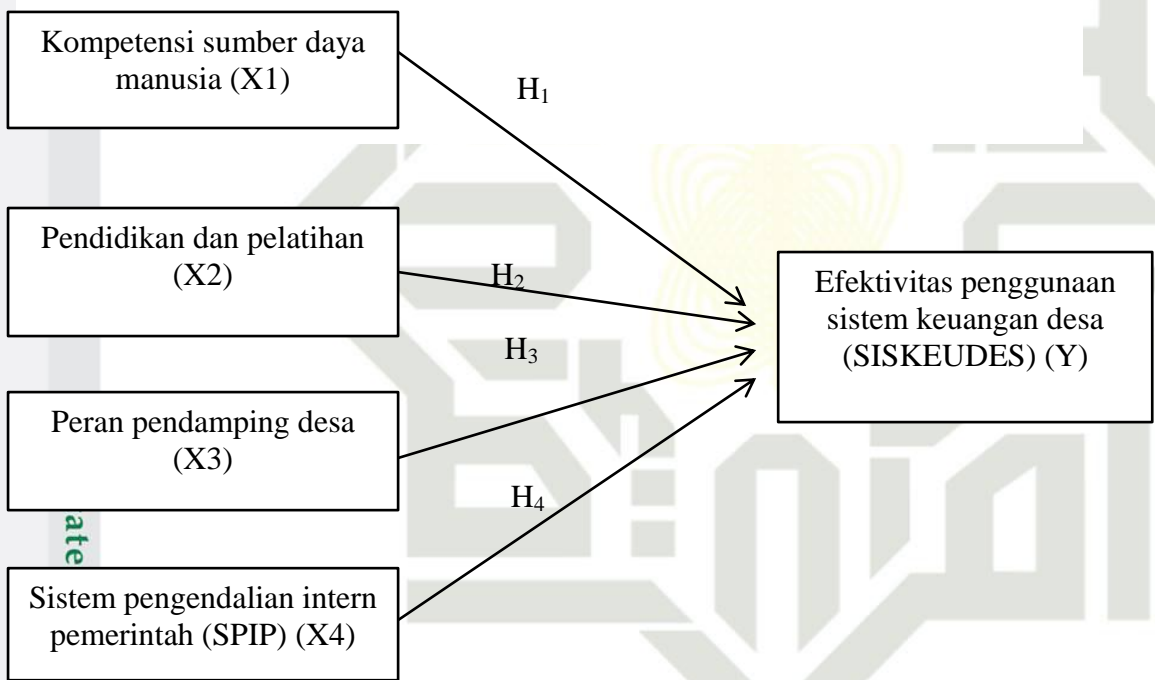 Kompetensi sumber daya
manusia (X1)
H₁
Pendidikan dan pelatihan
(X2)
H₂
Efektivitas penggunaan
sistem keuangan desa
(SISKEUDES) (Y)
H₃
Peran pendamping desa
(X3)
H₄
ate
Sistem pengendalian intern
pemerintah (SPIP) (X4)